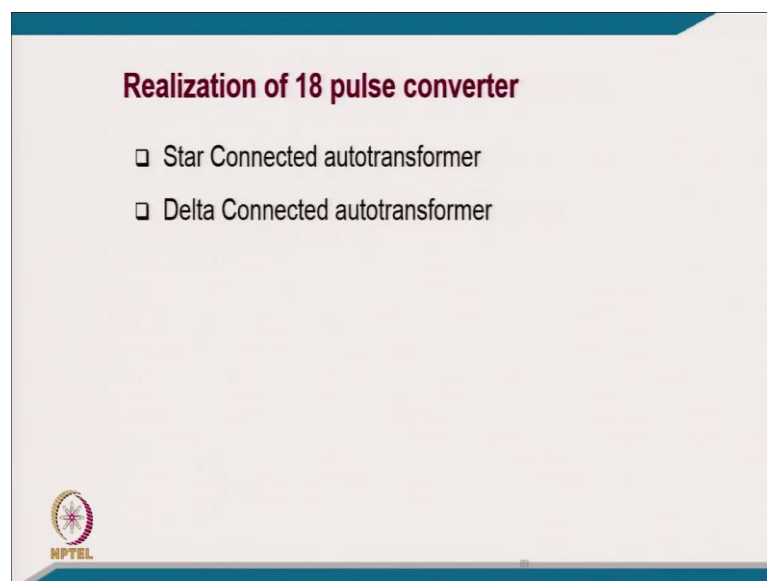 Realization of 18 pulse converter
Star Connected autotransformer
Delta Connected autotransformer
NPTEL